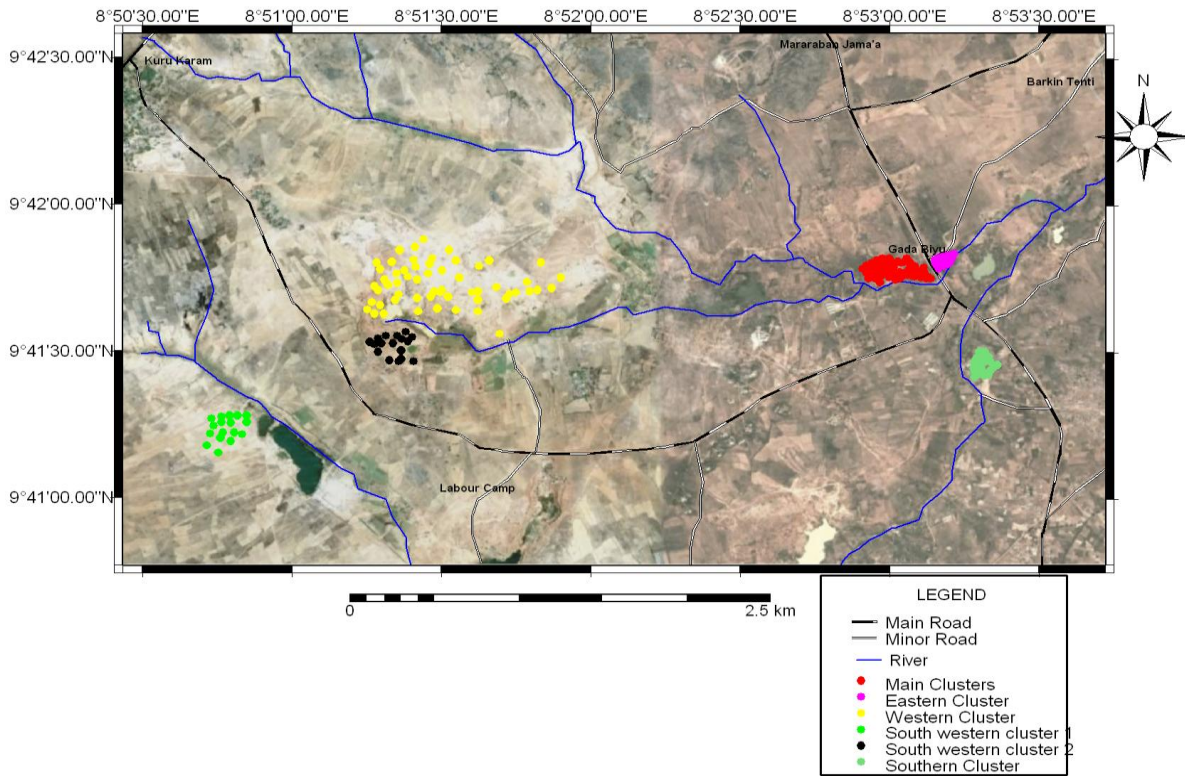 8°50'30.00"E 8°51'00.00"E 8°51'30.00"E 8°52'00.00"E 8°52'30.00"E 8°53'00.00"E 8°53'30.00"E
9°42'30.00"N
9°42'00.00"N
9°41'30.00"N
9°41'00.00"N
Mararaban Jama'a
Kuru Karam
Barkin Tenti
N
Gada Biyu
Labour Camp
0 2.5 km
LEGEND
Main Road
Minor Road
River
Main Clusters
Eastern Cluster
Western Cluster
South western cluster 1
South western cluster 2
Southern Cluster